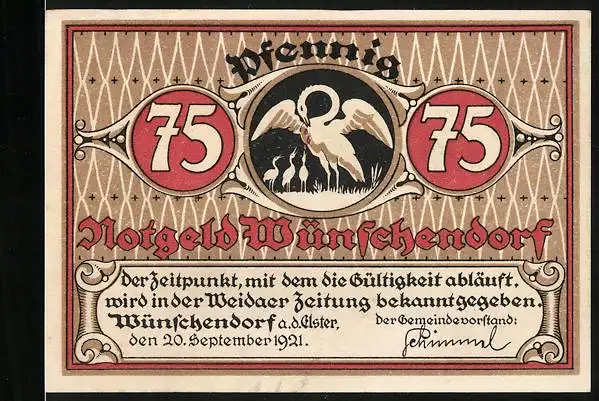 Pfennig
75 75
Notgeld Wünschendorf
Der Zeitpunkt, mit dem die Gültigkeit abläuft,
wird in der Weidaer Zeitung bekanntgegeben.
Wünschendorf a.d. Elster, der Gemeindevorstand:
den 20. September 1921. Schimmel